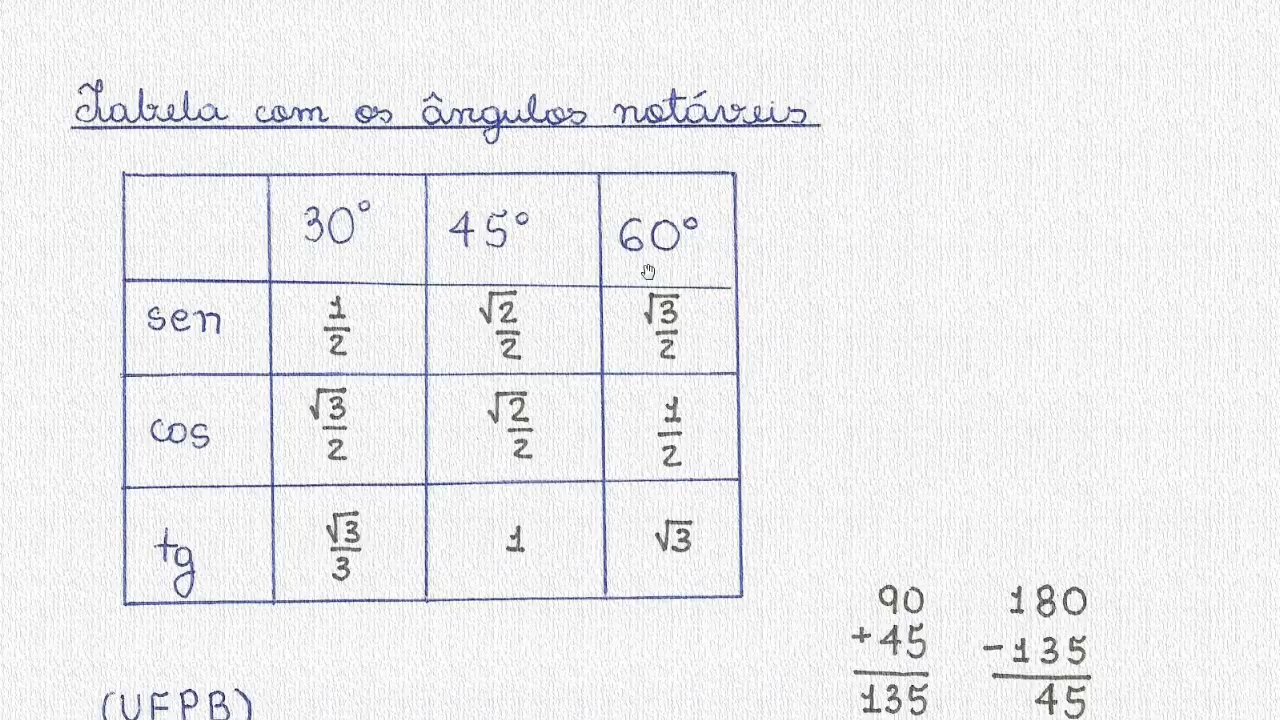 Tabela com os ângulos notáveis
30° 45° 60°
sen 1/2 √2/2 √3/2
cos √3/2 √2/2 1/2
tg √3/3 1 √3
90 180
+45 -135
135 45
(UFPB)